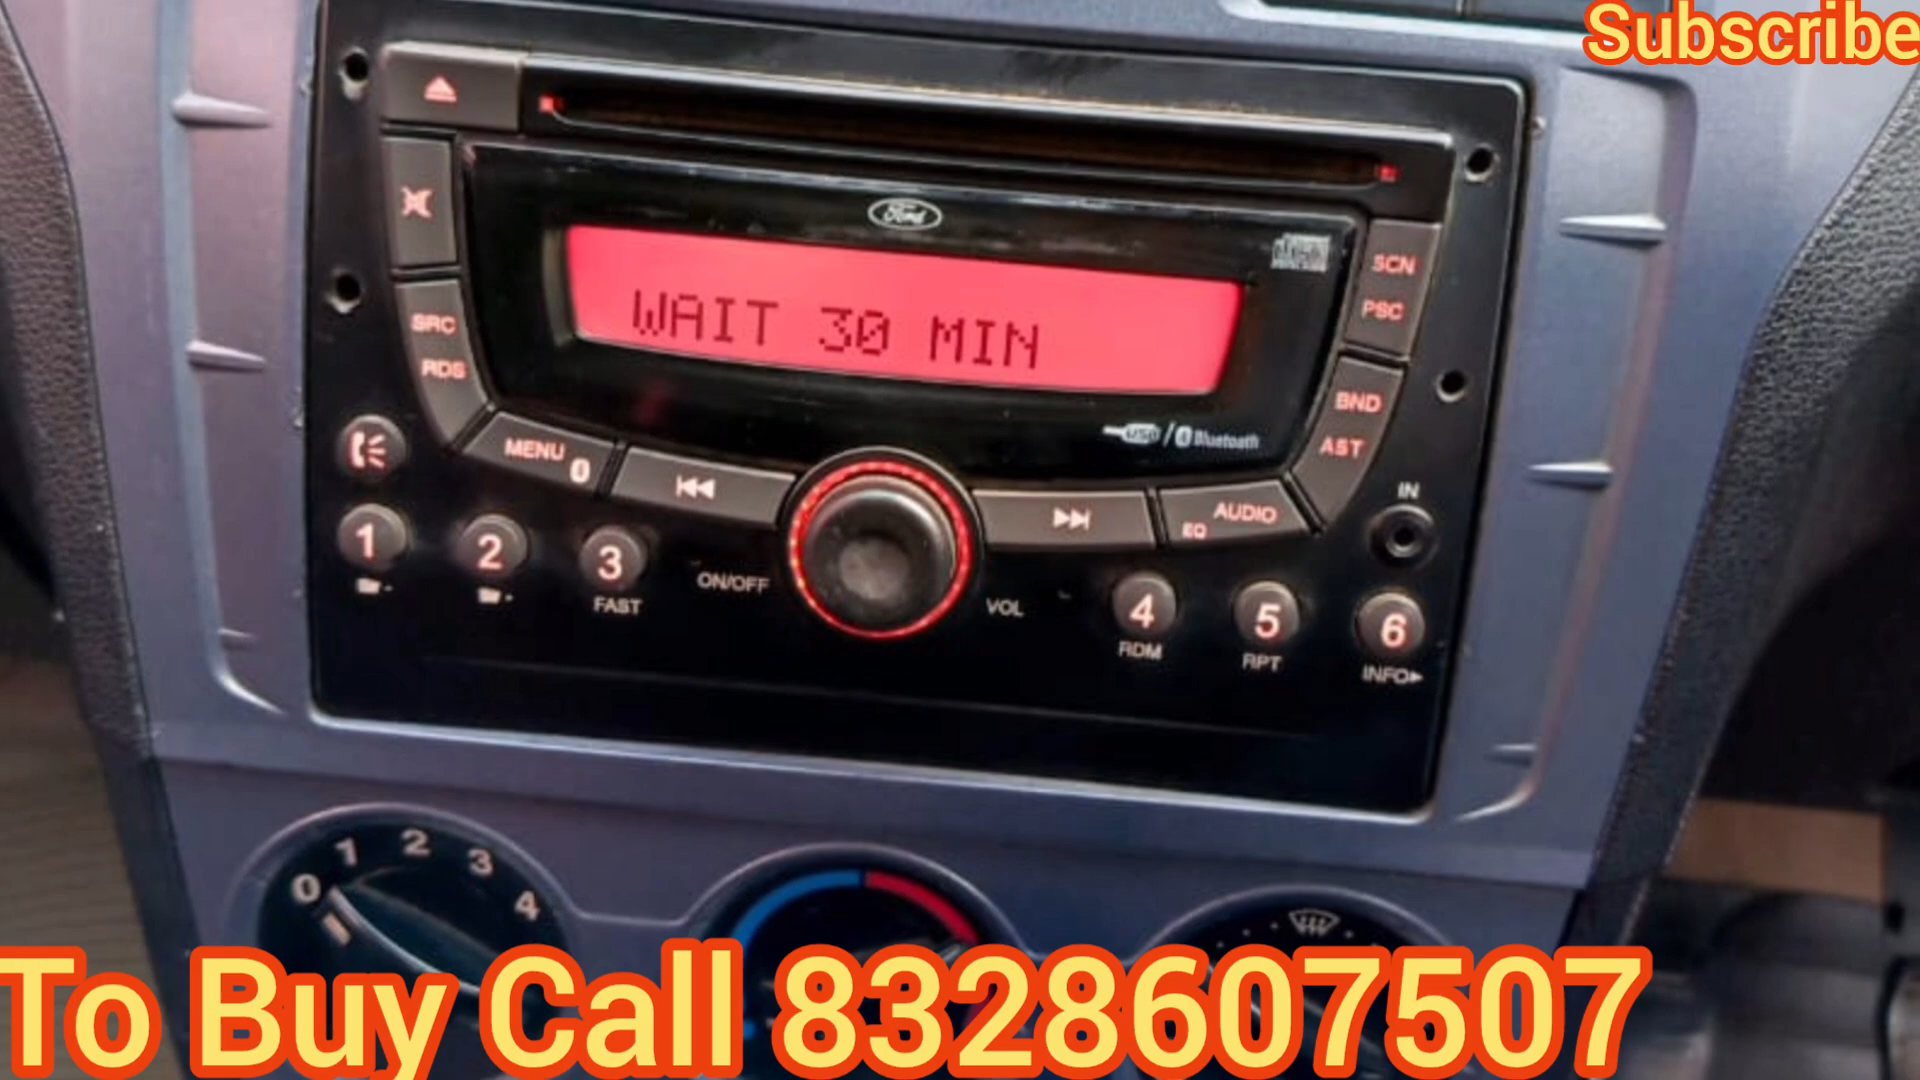 Subscribe
Ford
WAIT 30 MIN
SCN
PSC
SRC
RDS
BND
AST
USB / Bluetooth
MENU
AUDIO
EQ
IN
1
2
3
FAST
ON/OFF
VOL
4
RDM
5
RPT
6
INFO
0 1 2 3 4
To Buy Call 8328607507